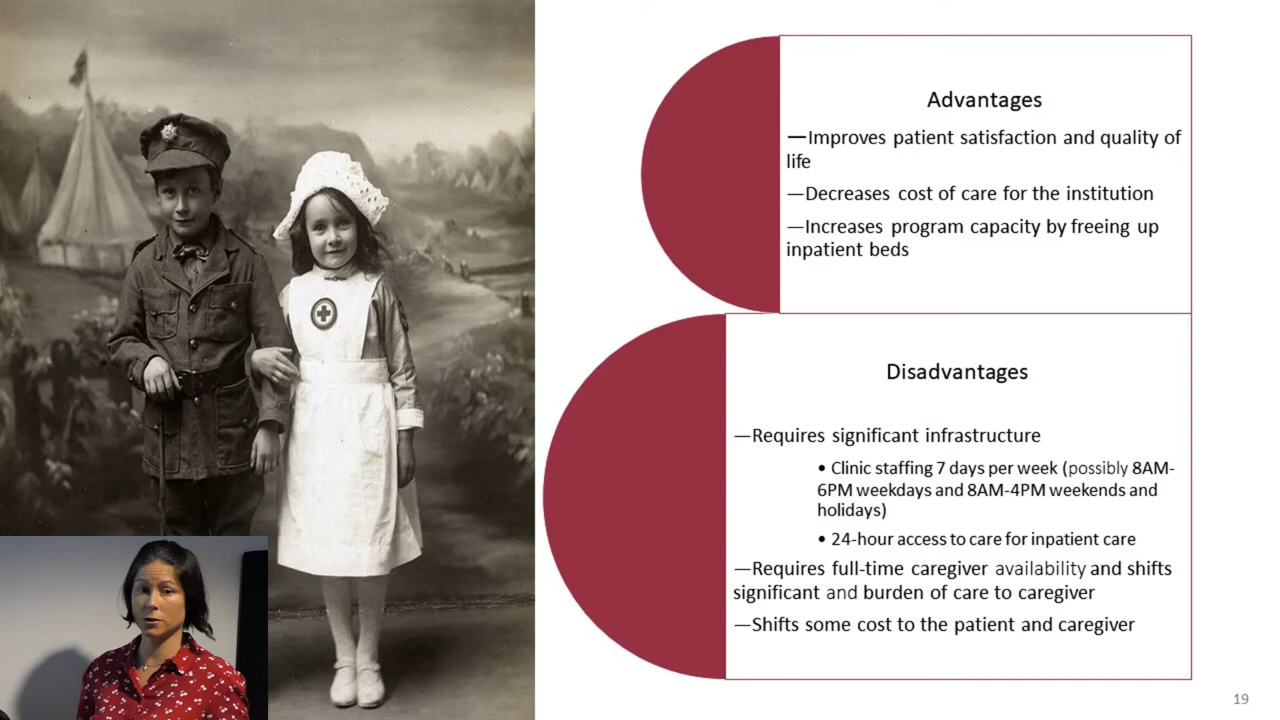 Advantages
—Improves patient satisfaction and quality of
life
—Decreases cost of care for the institution
—Increases program capacity by freeing up
inpatient beds
Disadvantages
—Requires significant infrastructure
• Clinic staffing 7 days per week (possibly 8AM-
6PM weekdays and 8AM-4PM weekends and
holidays)
• 24-hour access to care for inpatient care
—Requires full-time caregiver availability and shifts
significant and burden of care to caregiver
—Shifts some cost to the patient and caregiver
19